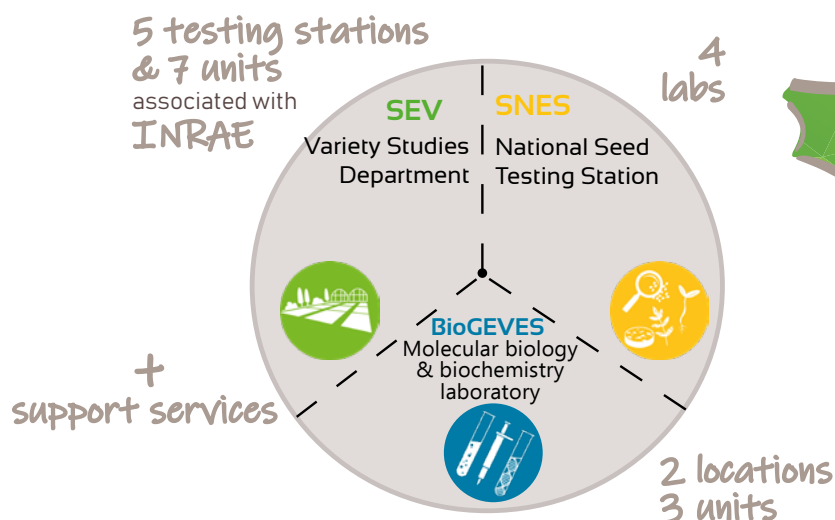 5 testing stations
& 7 units
associated with
INRAE
4
labs
SEV
Variety Studies
Department
SNES
National Seed
Testing Station
BioGEVES
Molecular biology
& biochemistry
laboratory
+
support services
2 locations
3 units